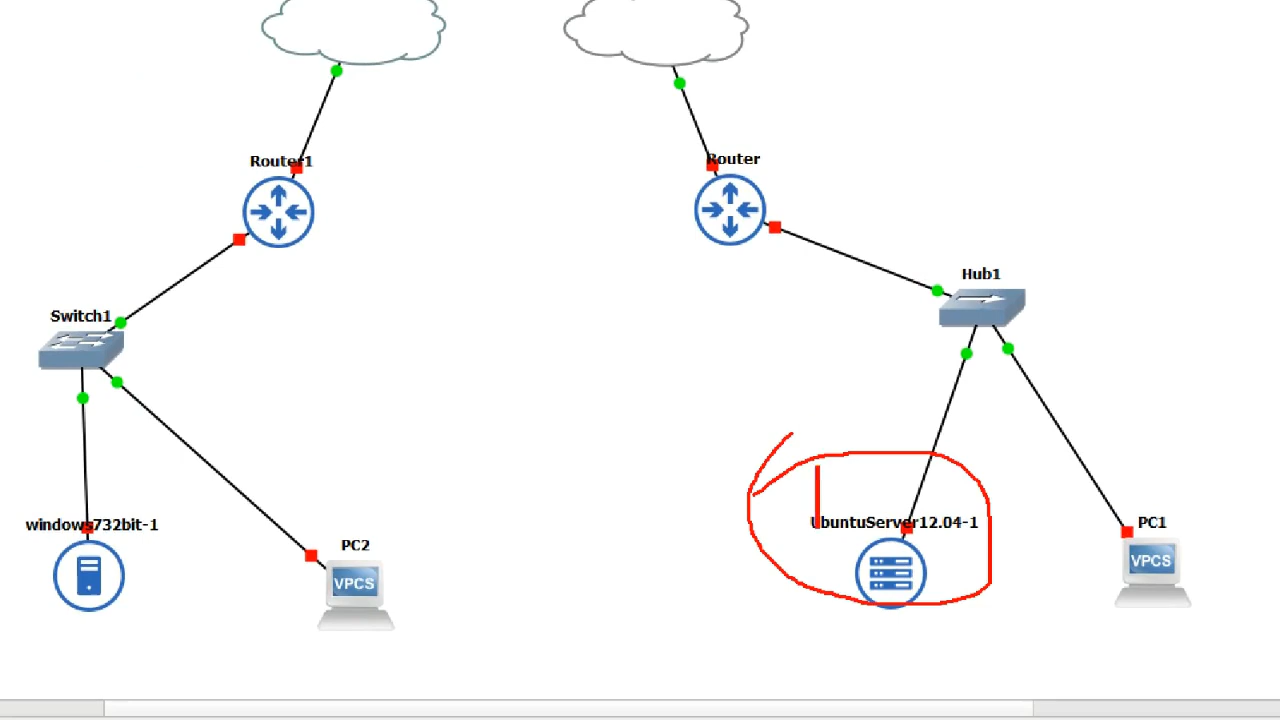 Router1
Router
Hub1
Switch1
windows732bit-1
PC2
VPCS
UbuntuServer12.04-1
PC1
VPCS